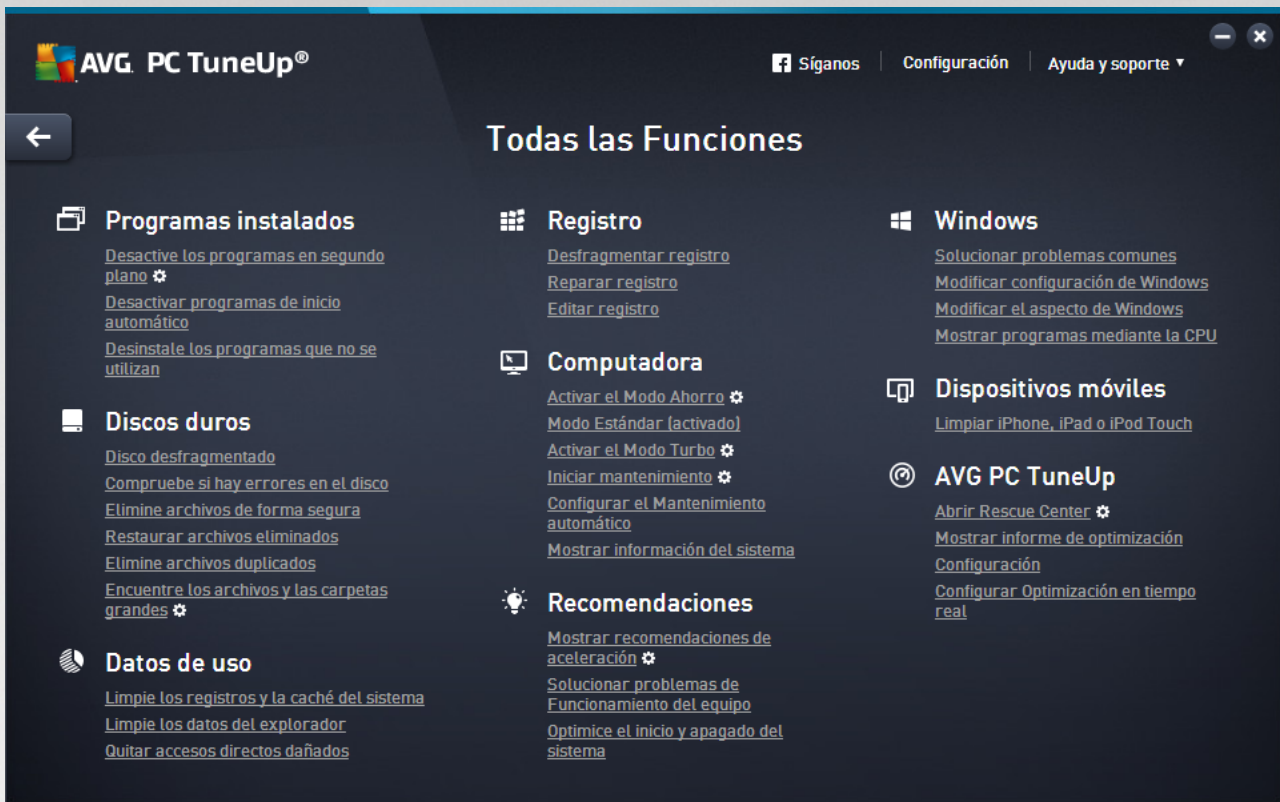 AVG PC TuneUp®
Síganos
Configuración
Ayuda y soporte
Todas las Funciones
Programas instalados
Desactive los programas en segundo
plano
Desactivar programas de inicio
automático
Desinstale los programas que no se
utilizan
Discos duros
Disco desfragmentado
Compruebe si hay errores en el disco
Elimine archivos de forma segura
Restaurar archivos eliminados
Elimine archivos duplicados
Encuentre los archivos y las carpetas
grandes
Datos de uso
Limpie los registros y la caché del sistema
Limpie los datos del explorador
Quitar accesos directos dañados
Registro
Desfragmentar registro
Reparar registro
Editar registro
Computadora
Activar el Modo Ahorro
Modo Estándar (activado)
Activar el Modo Turbo
Iniciar mantenimiento
Configurar el Mantenimiento
automático
Mostrar información del sistema
Recomendaciones
Mostrar recomendaciones de
aceleración
Solucionar problemas de
Funcionamiento del equipo
Optimice el inicio y apagado del
sistema
Windows
Solucionar problemas comunes
Modificar configuración de Windows
Modificar el aspecto de Windows
Mostrar programas mediante la CPU
Dispositivos móviles
Limpiar iPhone, iPad o iPod Touch
AVG PC TuneUp
Abrir Rescue Center
Mostrar informe de optimización
Configuración
Configurar Optimización en tiempo
real